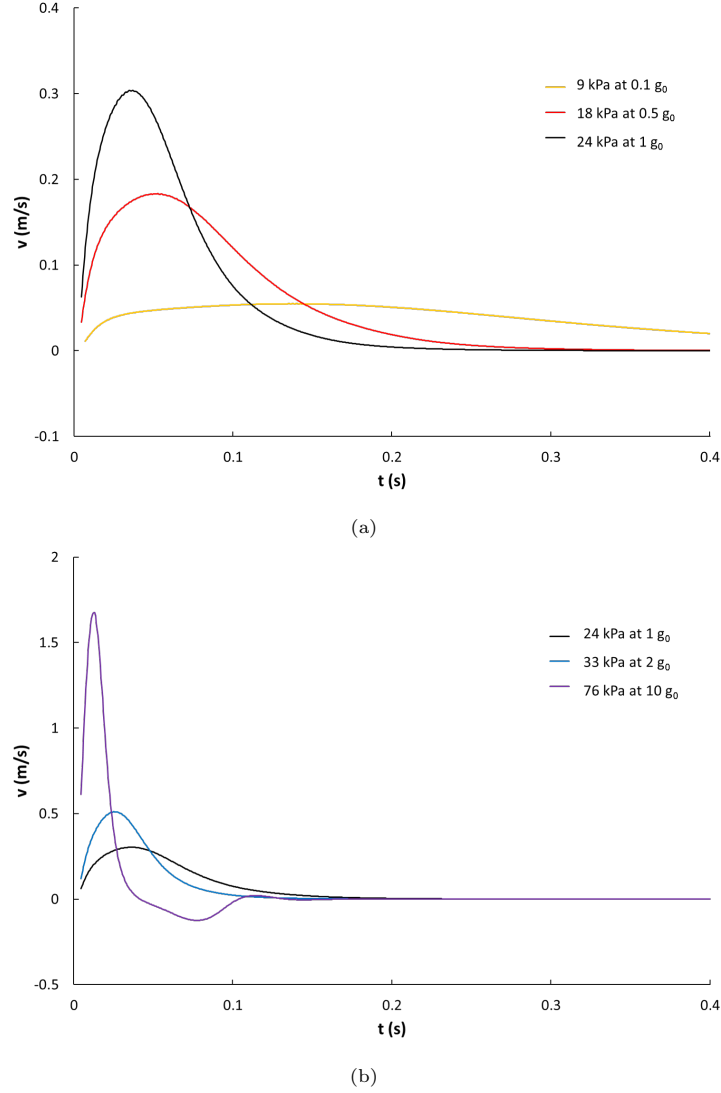 0.4
0.3
0.2
0.1
0
-0.1
v (m/s)
9 kPa at 0.1 g₀
18 kPa at 0.5 g₀
24 kPa at 1 g₀
0
0.1
0.2
0.3
0.4
t (s)
(a)
2
1.5
1
0.5
0
-0.5
v (m/s)
24 kPa at 1 g₀
33 kPa at 2 g₀
76 kPa at 10 g₀
0
0.1
0.2
0.3
0.4
t (s)
(b)